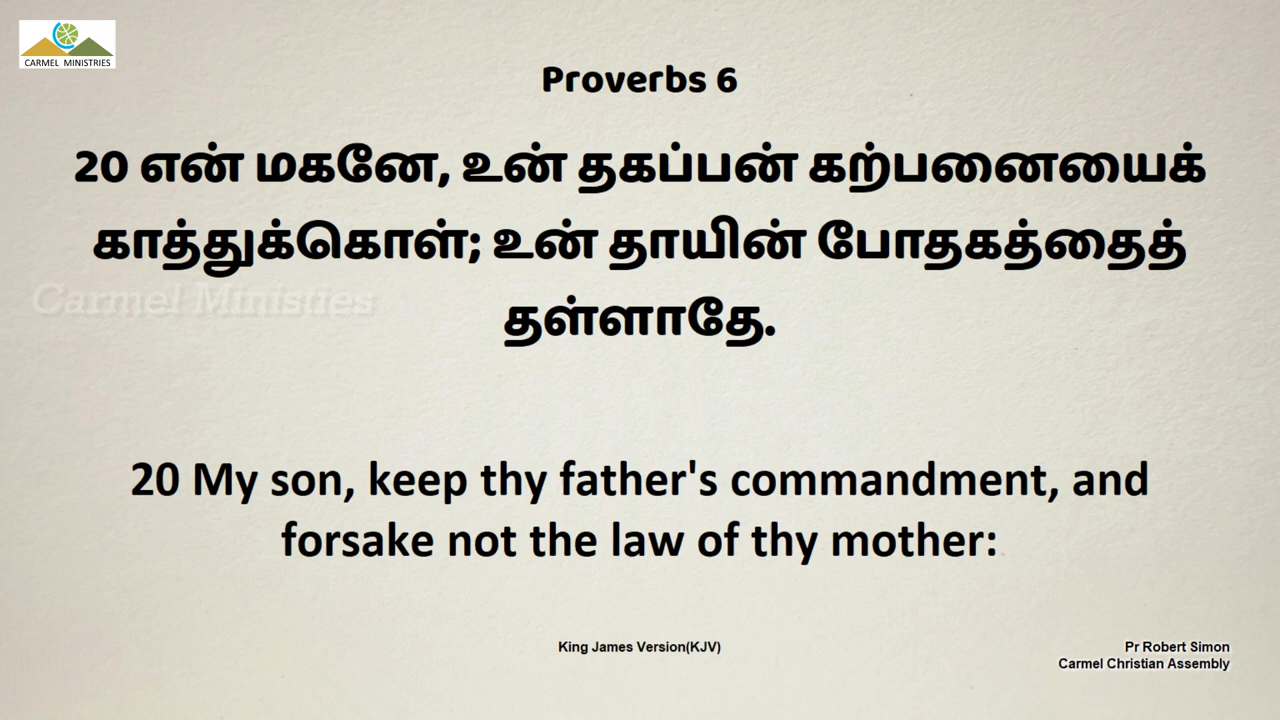 CARMEL MINISTRIES
Proverbs 6
20 என் மகனே, உன் தகப்பன் கற்பனையைக்
காத்துக்கொள்; உன் தாயின் போதகத்தைத்
தள்ளாதே.
Carmel Ministies
20 My son, keep thy father's commandment, and
forsake not the law of thy mother:
King James Version(KJV)
Pr Robert Simon
Carmel Christian Assembly